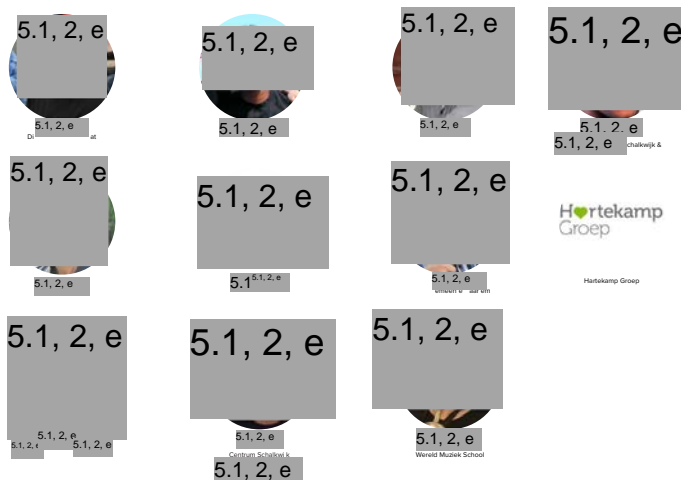 5.1, 2, e
5.1, 2, e
5.1, 2, e
5.1, 2, e
5.1, 2, e
5.1, 2, e
5.1, 2, e
5.1, 2, e
5.1, 2, e
chalkwijk &
5.1, 2, e
5.1, 2, e
5.1, 2, e
Hartekamp
Groep
5.1, 2, e
5.1 5.1, 2, e
5.1, 2, e
Hartekamp Groep
5.1, 2, e
5.1, 2, e
5.1, 2, e
5.1, 2, e
5.1, 2, e
5.1, 2, e
5.1, 2, e
5.1, 2, e
Centrum Schalkwijk
Wereld Muziek School
5.1, 2, e